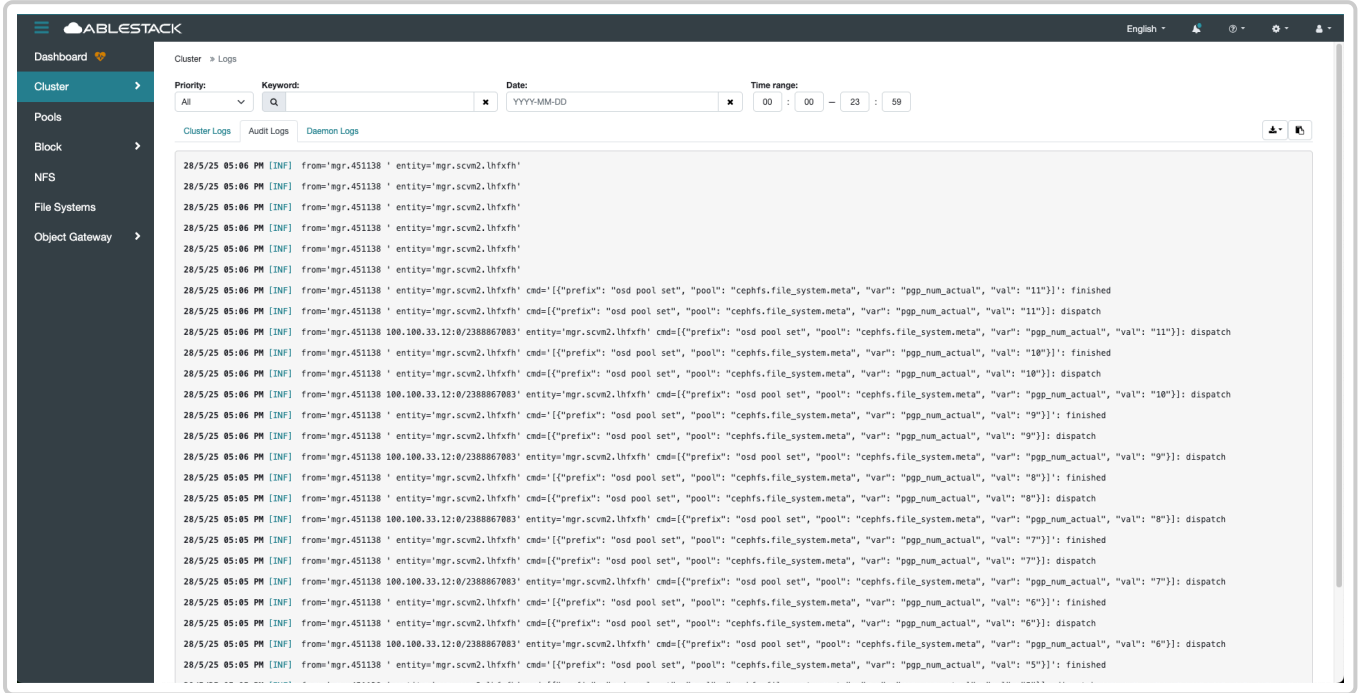 ABLESTACK
English
Dashboard
Cluster
Pools
Block
NFS
File Systems
Object Gateway
Cluster » Logs
Priority: Keyword: Date: Time range:
All YYYY-MM-DD 00 : 00 — 23 : 59
Cluster Logs Audit Logs Daemon Logs
28/5/25 05:06 PM [INF] from='mgr.451138 ' entity='mgr.scvm2.lhfxfh'
28/5/25 05:06 PM [INF] from='mgr.451138 ' entity='mgr.scvm2.lhfxfh'
28/5/25 05:06 PM [INF] from='mgr.451138 ' entity='mgr.scvm2.lhfxfh'
28/5/25 05:06 PM [INF] from='mgr.451138 ' entity='mgr.scvm2.lhfxfh'
28/5/25 05:06 PM [INF] from='mgr.451138 ' entity='mgr.scvm2.lhfxfh'
28/5/25 05:06 PM [INF] from='mgr.451138 ' entity='mgr.scvm2.lhfxfh'
28/5/25 05:06 PM [INF] from='mgr.451138 ' entity='mgr.scvm2.lhfxfh' cmd='[{"prefix": "osd pool set", "pool": "cephfs.file_system.meta", "var": "pgp_num_actual", "val": "11"}]': finished
28/5/25 05:06 PM [INF] from='mgr.451138 ' entity='mgr.scvm2.lhfxfh' cmd=[{"prefix": "osd pool set", "pool": "cephfs.file_system.meta", "var": "pgp_num_actual", "val": "11"}]: dispatch
28/5/25 05:06 PM [INF] from='mgr.451138 100.100.33.12:0/2388867083' entity='mgr.scvm2.lhfxfh' cmd=[{"prefix": "osd pool set", "pool": "cephfs.file_system.meta", "var": "pgp_num_actual", "val": "11"}]: dispatch
28/5/25 05:06 PM [INF] from='mgr.451138 ' entity='mgr.scvm2.lhfxfh' cmd='[{"prefix": "osd pool set", "pool": "cephfs.file_system.meta", "var": "pgp_num_actual", "val": "10"}]': finished
28/5/25 05:06 PM [INF] from='mgr.451138 ' entity='mgr.scvm2.lhfxfh' cmd=[{"prefix": "osd pool set", "pool": "cephfs.file_system.meta", "var": "pgp_num_actual", "val": "10"}]: dispatch
28/5/25 05:06 PM [INF] from='mgr.451138 100.100.33.12:0/2388867083' entity='mgr.scvm2.lhfxfh' cmd=[{"prefix": "osd pool set", "pool": "cephfs.file_system.meta", "var": "pgp_num_actual", "val": "10"}]: dispatch
28/5/25 05:06 PM [INF] from='mgr.451138 ' entity='mgr.scvm2.lhfxfh' cmd='[{"prefix": "osd pool set", "pool": "cephfs.file_system.meta", "var": "pgp_num_actual", "val": "9"}]': finished
28/5/25 05:06 PM [INF] from='mgr.451138 ' entity='mgr.scvm2.lhfxfh' cmd=[{"prefix": "osd pool set", "pool": "cephfs.file_system.meta", "var": "pgp_num_actual", "val": "9"}]: dispatch
28/5/25 05:06 PM [INF] from='mgr.451138 100.100.33.12:0/2388867083' entity='mgr.scvm2.lhfxfh' cmd=[{"prefix": "osd pool set", "pool": "cephfs.file_system.meta", "var": "pgp_num_actual", "val": "9"}]: dispatch
28/5/25 05:05 PM [INF] from='mgr.451138 ' entity='mgr.scvm2.lhfxfh' cmd='[{"prefix": "osd pool set", "pool": "cephfs.file_system.meta", "var": "pgp_num_actual", "val": "8"}]': finished
28/5/25 05:05 PM [INF] from='mgr.451138 ' entity='mgr.scvm2.lhfxfh' cmd=[{"prefix": "osd pool set", "pool": "cephfs.file_system.meta", "var": "pgp_num_actual", "val": "8"}]: dispatch
28/5/25 05:05 PM [INF] from='mgr.451138 100.100.33.12:0/2388867083' entity='mgr.scvm2.lhfxfh' cmd=[{"prefix": "osd pool set", "pool": "cephfs.file_system.meta", "var": "pgp_num_actual", "val": "8"}]: dispatch
28/5/25 05:05 PM [INF] from='mgr.451138 ' entity='mgr.scvm2.lhfxfh' cmd='[{"prefix": "osd pool set", "pool": "cephfs.file_system.meta", "var": "pgp_num_actual", "val": "7"}]': finished
28/5/25 05:05 PM [INF] from='mgr.451138 ' entity='mgr.scvm2.lhfxfh' cmd=[{"prefix": "osd pool set", "pool": "cephfs.file_system.meta", "var": "pgp_num_actual", "val": "7"}]: dispatch
28/5/25 05:05 PM [INF] from='mgr.451138 100.100.33.12:0/2388867083' entity='mgr.scvm2.lhfxfh' cmd=[{"prefix": "osd pool set", "pool": "cephfs.file_system.meta", "var": "pgp_num_actual", "val": "7"}]: dispatch
28/5/25 05:05 PM [INF] from='mgr.451138 ' entity='mgr.scvm2.lhfxfh' cmd='[{"prefix": "osd pool set", "pool": "cephfs.file_system.meta", "var": "pgp_num_actual", "val": "6"}]': finished
28/5/25 05:05 PM [INF] from='mgr.451138 ' entity='mgr.scvm2.lhfxfh' cmd=[{"prefix": "osd pool set", "pool": "cephfs.file_system.meta", "var": "pgp_num_actual", "val": "6"}]: dispatch
28/5/25 05:05 PM [INF] from='mgr.451138 100.100.33.12:0/2388867083' entity='mgr.scvm2.lhfxfh' cmd=[{"prefix": "osd pool set", "pool": "cephfs.file_system.meta", "var": "pgp_num_actual", "val": "6"}]: dispatch
28/5/25 05:05 PM [INF] from='mgr.451138 ' entity='mgr.scvm2.lhfxfh' cmd='[{"prefix": "osd pool set", "pool": "cephfs.file_system.meta", "var": "pgp_num_actual", "val": "5"}]': finished